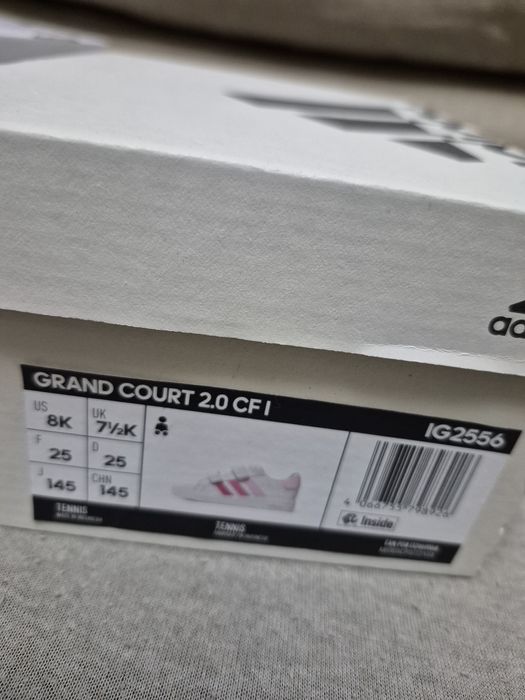 GRAND COURT 2.0 CF I
IG2556
US 8K UK 7½K
F 25 D 25
J 145 CHN 145
Inside
TENNIS
TENNIS